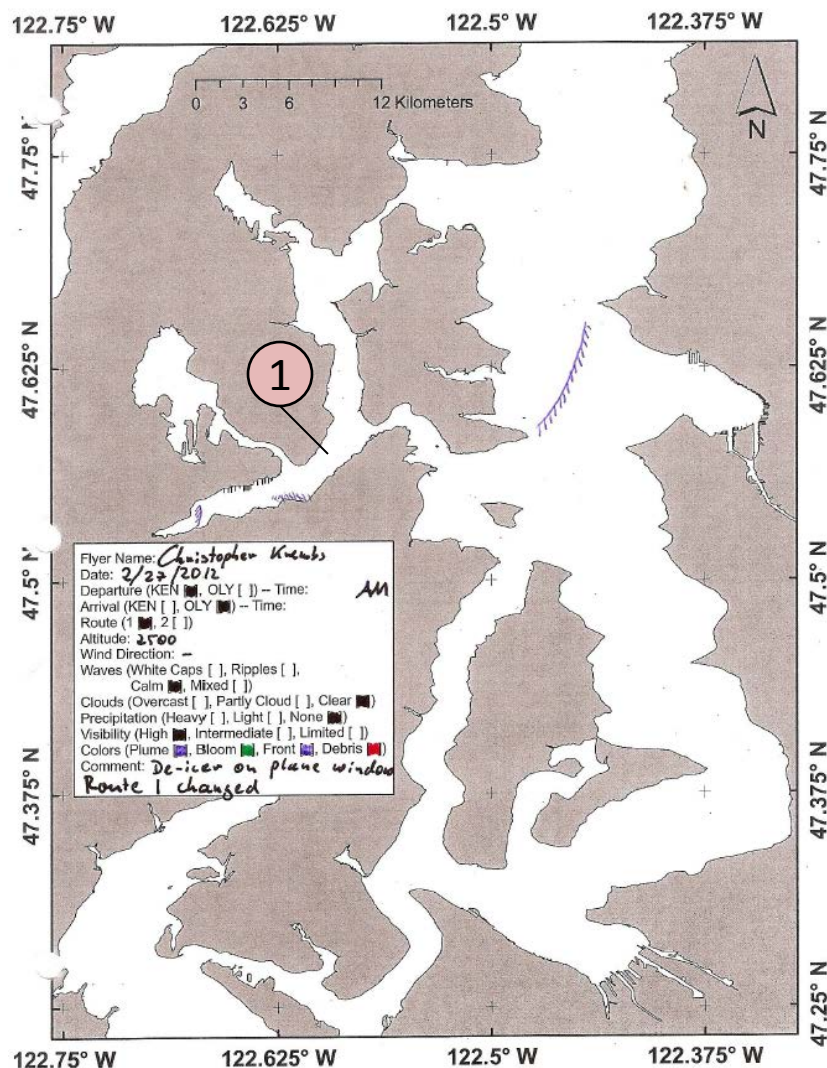 122.75° W 122.625° W 122.5° W 122.375° W
0 3 6 12 Kilometers
N
47.75° N 47.75° N
47.625° N 47.625° N
1
47.5° N 47.5° N
Flyer Name: Christopher Krembs
Date: 2/27/2012
Departure (KEN [■], OLY [ ]) – Time: AM
Arrival (KEN [ ], OLY [■]) – Time:
Route (1 [■], 2 [ ])
Altitude: 2500
Wind Direction: –
Waves (White Caps [ ], Ripples [ ],
Calm [■], Mixed [ ])
Clouds (Overcast [ ], Partly Cloud [ ], Clear [■])
Precipitation (Heavy [ ], Light [ ], None [■])
Visibility (High [■], Intermediate [ ], Limited [ ])
Colors (Plume [■], Bloom [■], Front [■], Debris [■])
Comment: De-icer on plane window
Route 1 changed
47.375° N 47.375° N
47.25° N
122.75° W 122.625° W 122.5° W 122.375° W